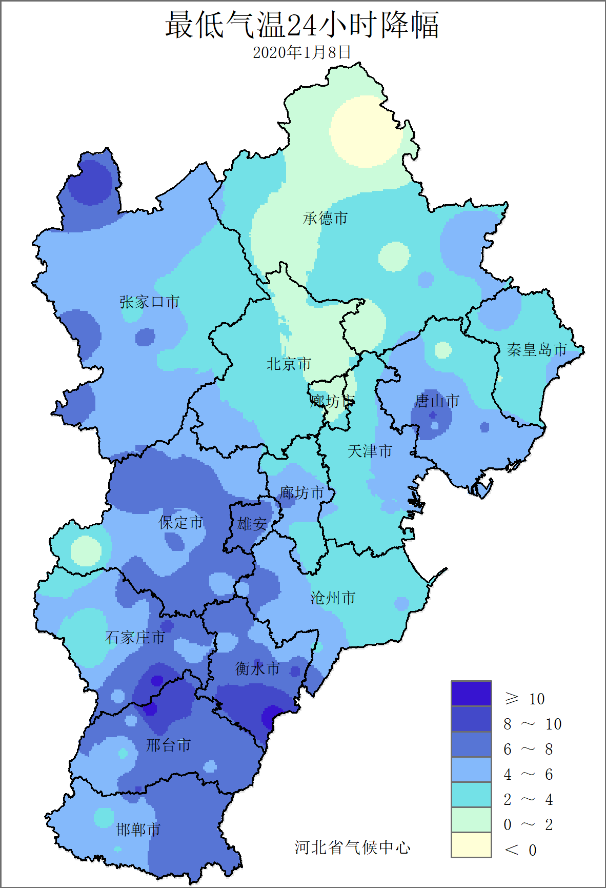 最低气温24小时降幅
2020年1月8日
承德市
张家口市
秦皇岛市
北京市
廊坊市
唐山市
天津市
廊坊市
保定市
雄安
沧州市
石家庄市
衡水市
邢台市
邯郸市
≥ 10
8 ~ 10
6 ~ 8
4 ~ 6
2 ~ 4
0 ~ 2
< 0
河北省气候中心